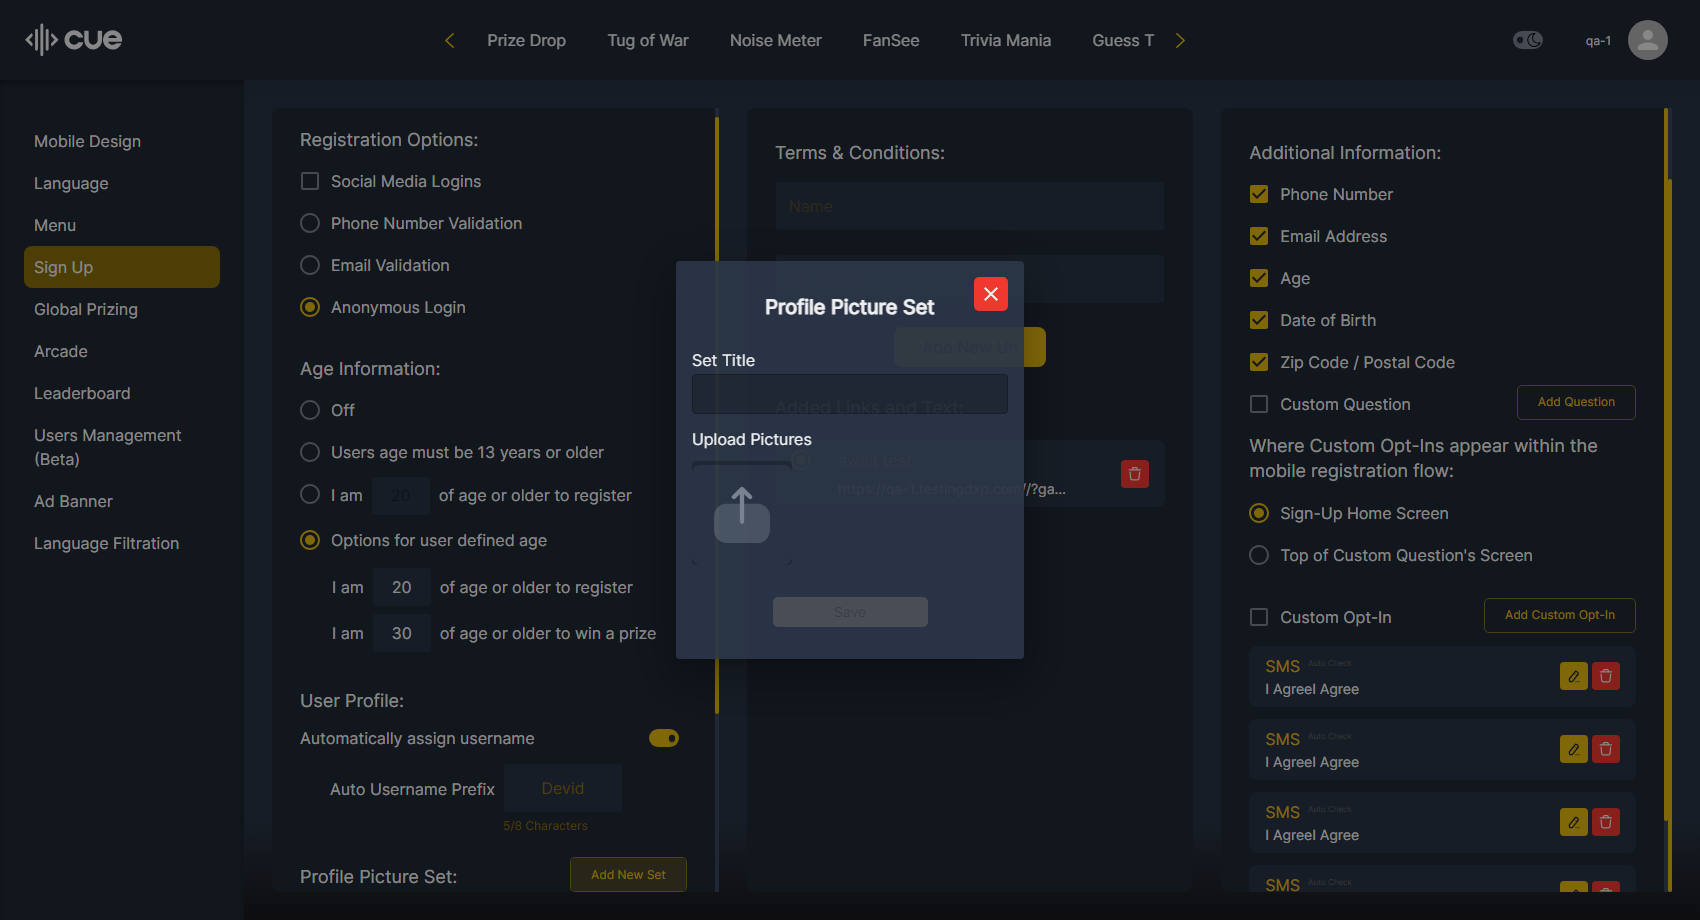 cue
Prize Drop
Tug of War
Noise Meter
FanSee
Trivia Mania
Guess T
qa-1
Mobile Design
Language
Menu
Sign Up
Global Prizing
Arcade
Leaderboard
Users Management
(Beta)
Ad Banner
Language Filtration
Registration Options:
Social Media Logins
Phone Number Validation
Email Validation
Anonymous Login
Age Information:
Off
Users age must be 13 years or older
I am 20 of age or older to register
Options for user defined age
I am 20 of age or older to register
I am 30 of age or older to win a prize
User Profile:
Automatically assign username
Auto Username Prefix Devid
5/8 Characters
Profile Picture Set:
Add New Set
Terms & Conditions:
Name
Add New Url
Added Links and Text:
await test
https://qa-1.testingdxp.com//?ga...
Profile Picture Set
Set Title
Upload Pictures
Save
Additional Information:
Phone Number
Email Address
Age
Date of Birth
Zip Code / Postal Code
Custom Question
Add Question
Where Custom Opt-Ins appear within the
mobile registration flow:
Sign-Up Home Screen
Top of Custom Question's Screen
Custom Opt-In
Add Custom Opt-In
SMS Auto Check
I AgreeI Agree
SMS Auto Check
I AgreeI Agree
SMS Auto Check
I AgreeI Agree
SMS Auto Check